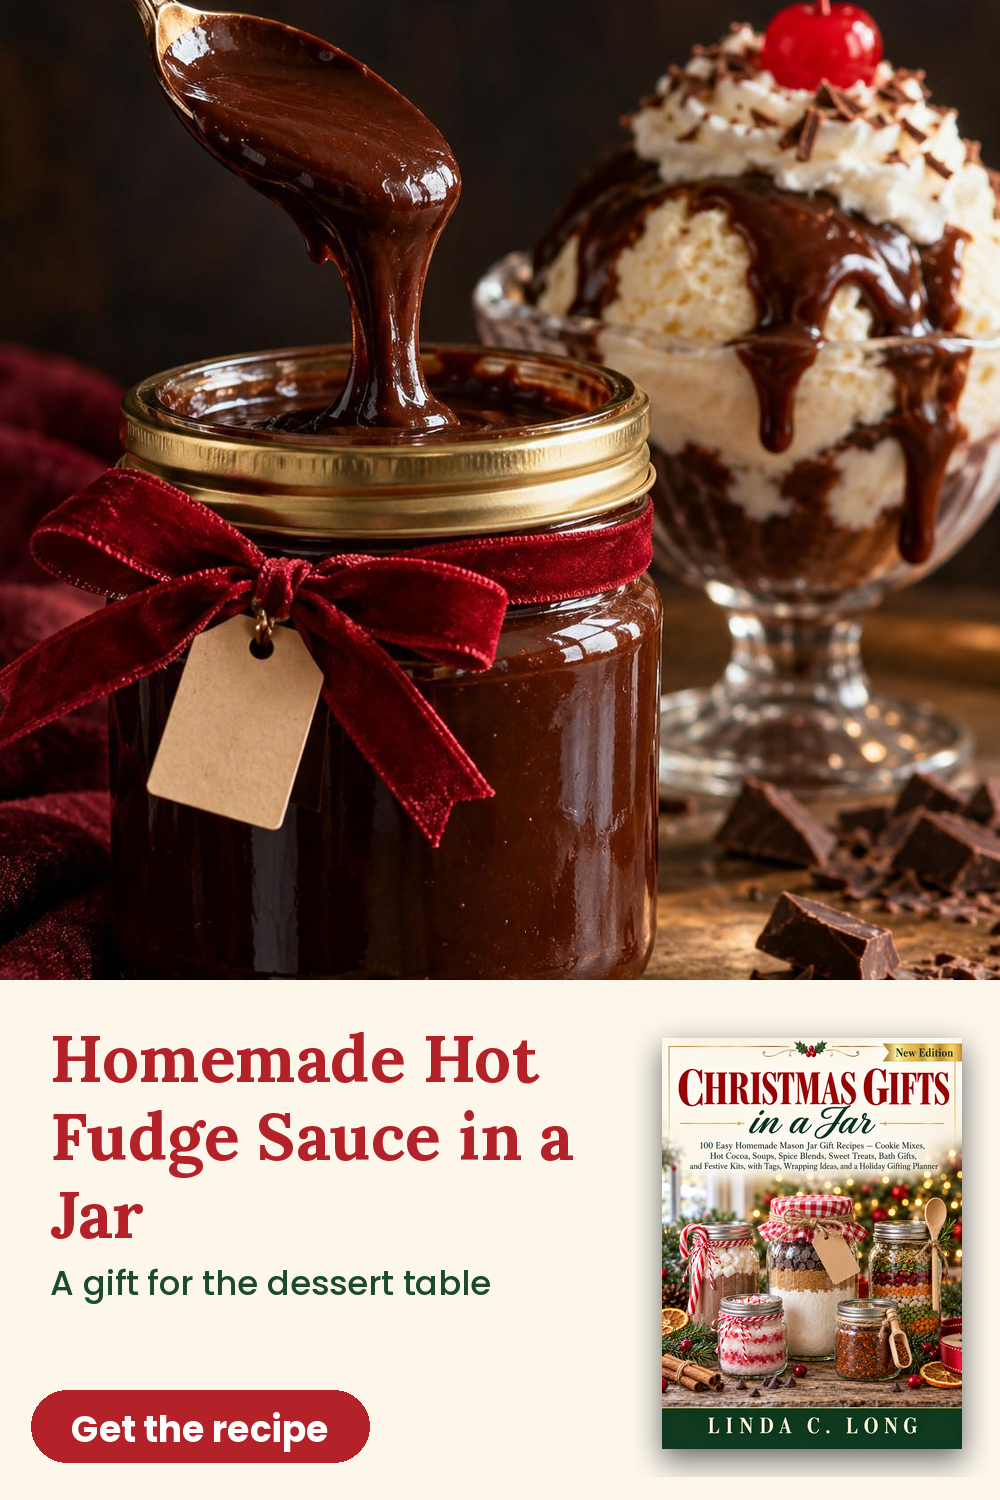 Homemade Hot
Fudge Sauce in a
Jar
A gift for the dessert table
Get the recipe
New Edition
CHRISTMAS GIFTS
in a Jar
100 Easy Homemade Mason Jar Gift Recipes — Cookie Mixes,
Hot Cocoa, Soups, Spice Blends, Sweet Treats, Bath Gifts,
and Festive Kits, with Tags, Wrapping Ideas, and a Holiday Gifting Planner
LINDA C. LONG